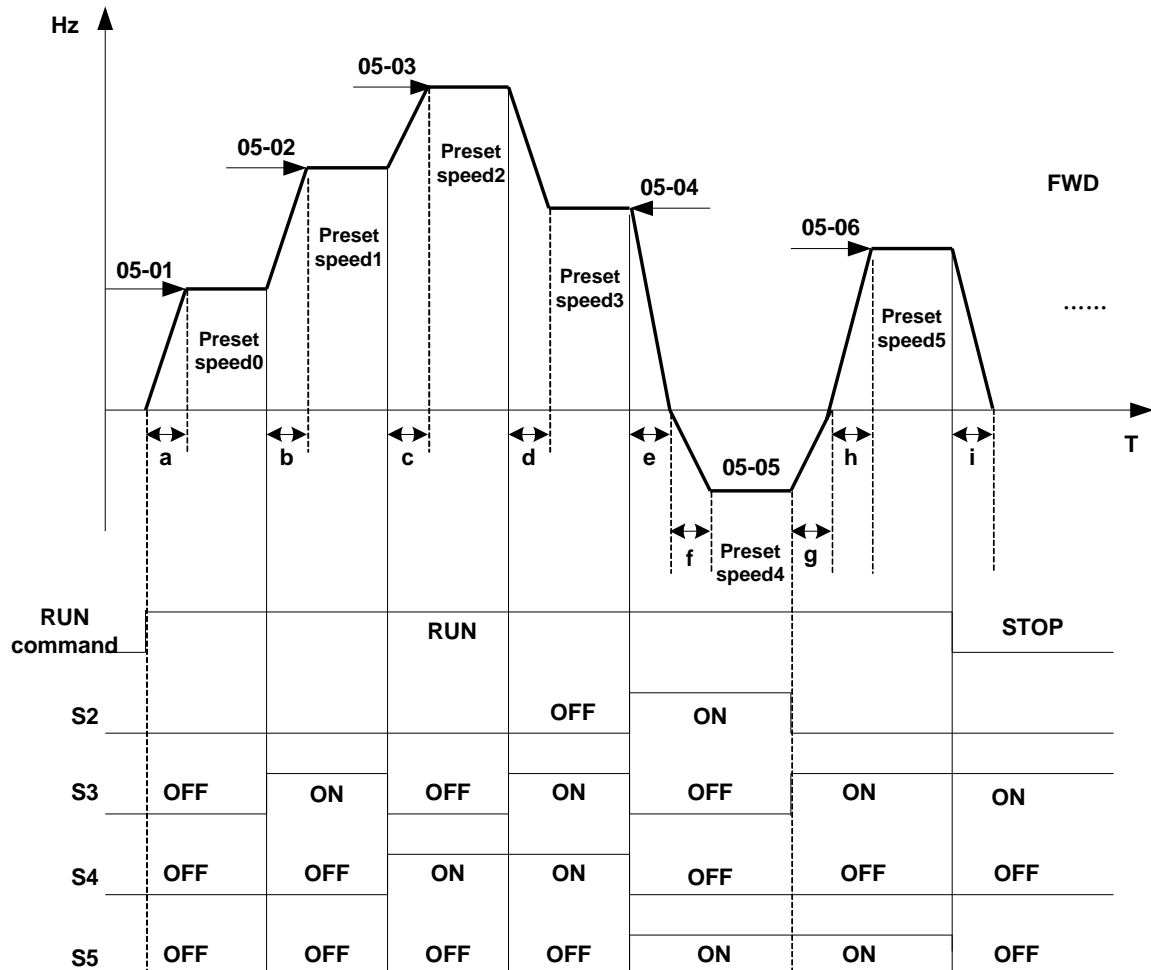 Hz
05-03
05-02
Preset
speed2
05-04
FWD
05-06
Preset
speed1
05-01
Preset
speed3
……
Preset
speed5
Preset
speed0
T
a
b
c
d
e
05-05
h
i
f
Preset
speed4
g
RUN
command
RUN
STOP
S2
OFF
ON
S3
OFF
ON
OFF
ON
OFF
ON
ON
S4
OFF
OFF
ON
ON
OFF
OFF
OFF
S5
OFF
OFF
OFF
OFF
ON
ON
OFF